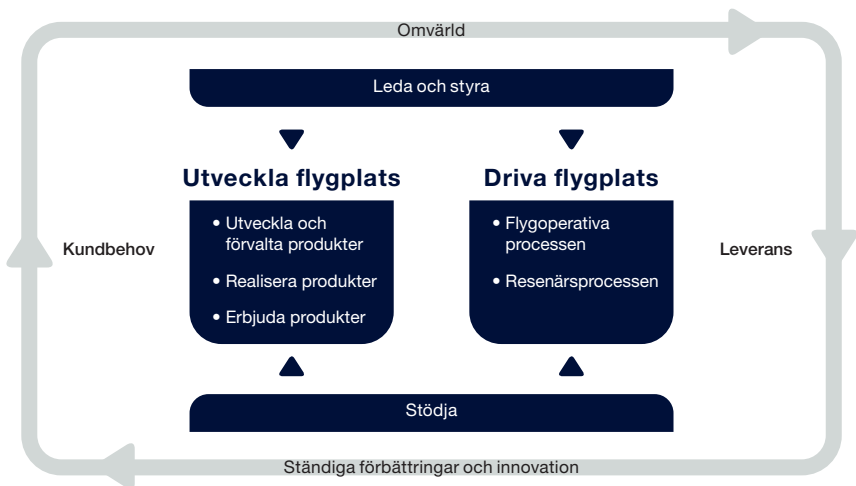 Omvärld
Leda och styra
Utveckla flygplats
Driva flygplats
Kundbehov
• Utveckla och
förvalta produkter
• Realisera produkter
• Erbjuda produkter
• Flygoperativa
processen
• Resenärsprocessen
Leverans
Stödja
Ständiga förbättringar och innovation